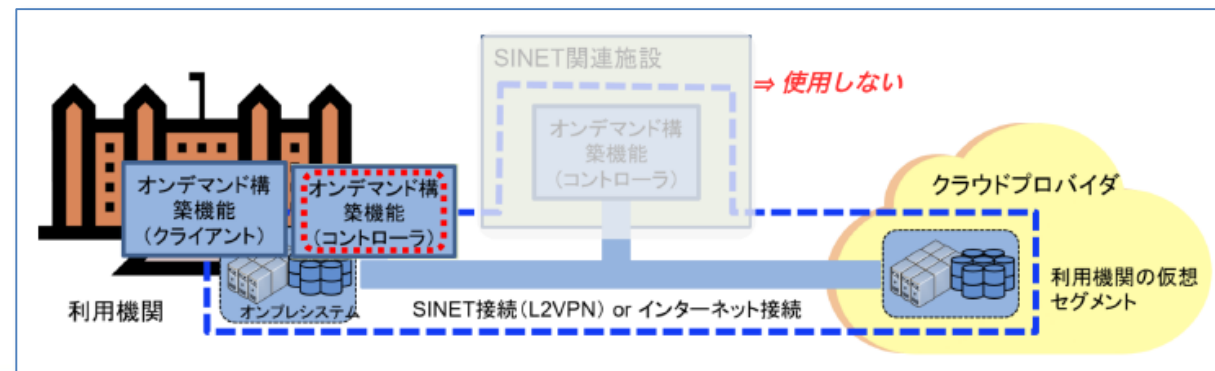 SINET関連施設
⇒ 使用しない
オンデマンド構
築機能
(コントローラ)
オンデマンド構
築機能
(クライアント)
オンデマンド構
築機能
(コントローラ)
クラウドプロバイダ
利用機関
オンプレシステム
SINET接続(L2VPN) or インターネット接続
利用機関の仮想
セグメント